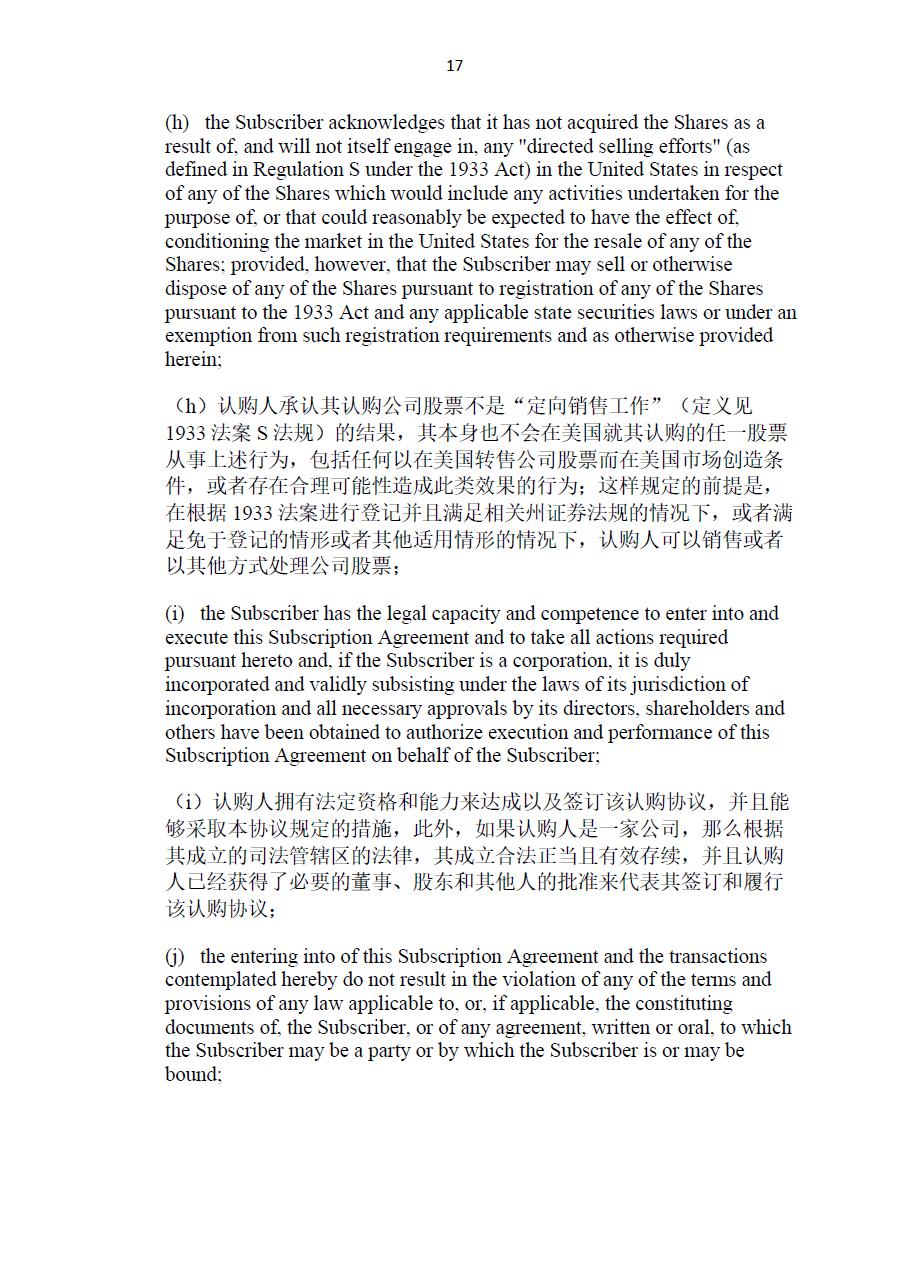 17
(h) the Subscriber acknowledges that it has not acquired the Shares as a
result of, and will not itself engage in, any "directed selling efforts" (as
defined in Regulation S under the 1933 Act) in the United States in respect
of any of the Shares which would include any activities undertaken for the
purpose of, or that could reasonably be expected to have the effect of,
conditioning the market in the United States for the resale of any of the
Shares; provided, however, that the Subscriber may sell or otherwise
dispose of any of the Shares pursuant to registration of any of the Shares
pursuant to the 1933 Act and any applicable state securities laws or under an
exemption from such registration requirements and as otherwise provided
herein;
（h）认购人承认其认购公司股票不是“定向销售工作”（定义见
1933 法案 S 法规）的结果，其本身也不会在美国就其认购的任一股票
从事上述行为，包括任何以在美国转售公司股票而在美国市场创造条
件，或者存在合理可能性造成此类效果的行为；这样规定的前提是，
在根据 1933 法案进行登记并且满足相关州证券法规的情况下，或者满
足免于登记的情形或者其他适用情形的情况下，认购人可以销售或者
以其他方式处理公司股票；
(i) the Subscriber has the legal capacity and competence to enter into and
execute this Subscription Agreement and to take all actions required
pursuant hereto and, if the Subscriber is a corporation, it is duly
incorporated and validly subsisting under the laws of its jurisdiction of
incorporation and all necessary approvals by its directors, shareholders and
others have been obtained to authorize execution and performance of this
Subscription Agreement on behalf of the Subscriber;
（i）认购人拥有法定资格和能力来达成以及签订该认购协议，并且能
够采取本协议规定的措施，此外，如果认购人是一家公司，那么根据
其成立的司法管辖区的法律，其成立合法正当且有效存续，并且认购
人已经获得了必要的董事、股东和其他人的批准来代表其签订和履行
该认购协议；
(j) the entering into of this Subscription Agreement and the transactions
contemplated hereby do not result in the violation of any of the terms and
provisions of any law applicable to, or, if applicable, the constituting
documents of, the Subscriber, or of any agreement, written or oral, to which
the Subscriber may be a party or by which the Subscriber is or may be
bound;